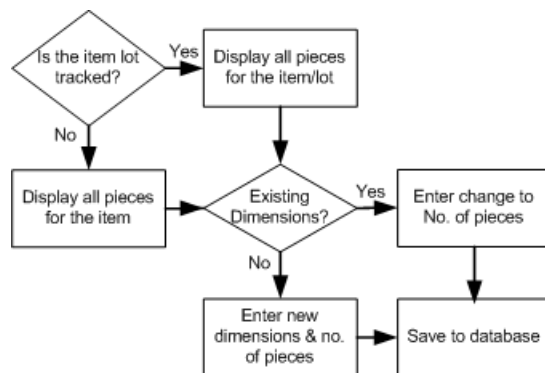 Is the item lot
tracked?
Yes
Display all pieces
for the item/lot
No
Display all pieces
for the item
Existing
Dimensions?
Yes
Enter change to
No. of pieces
No
Enter new
dimensions & no.
of pieces
Save to database